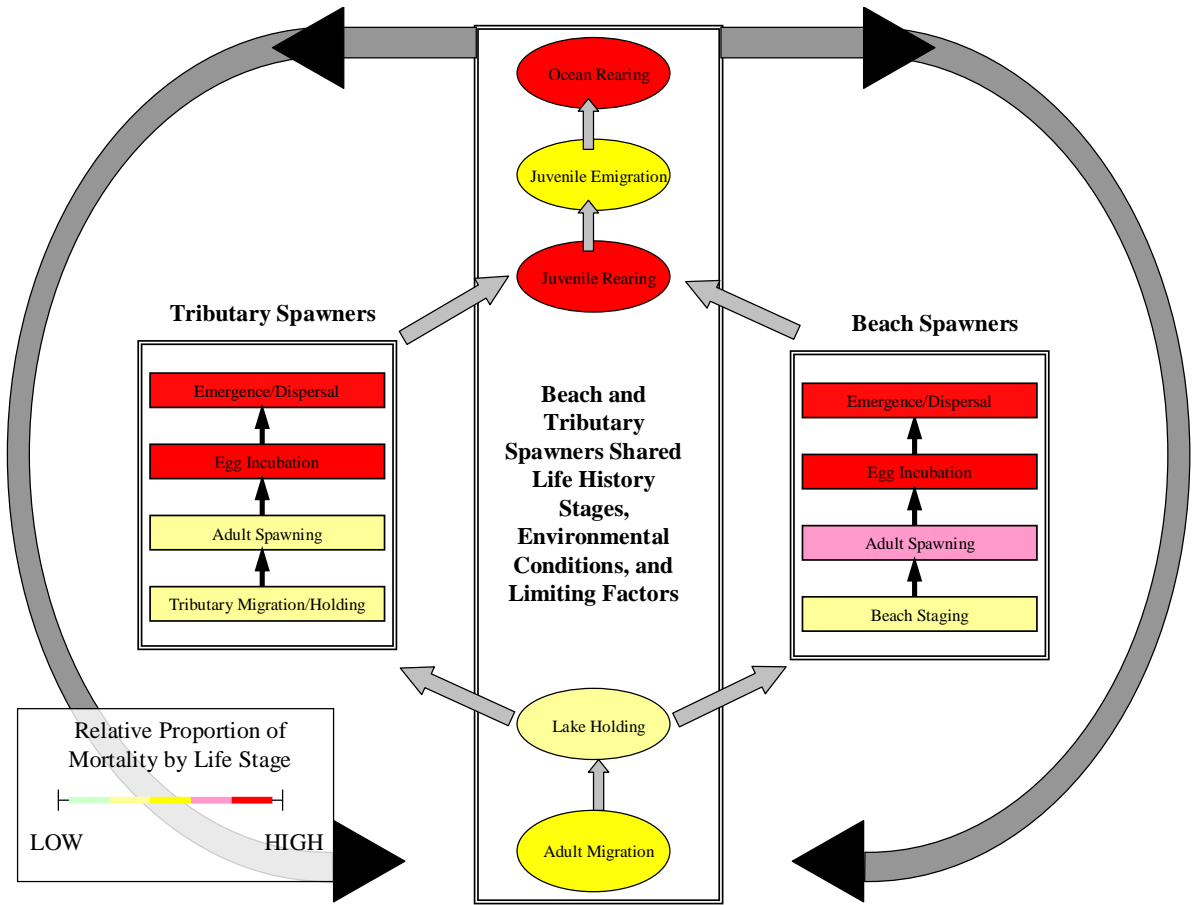 Ocean Rearing
Juvenile Emigration
Juvenile Rearing
Tributary Spawners
Emergence/Dispersal
Egg Incubation
Adult Spawning
Tributary Migration/Holding
Beach and
Tributary
Spawners Shared
Life History
Stages,
Environmental
Conditions, and
Limiting Factors
Beach Spawners
Emergence/Dispersal
Egg Incubation
Adult Spawning
Beach Staging
Lake Holding
Adult Migration
Relative Proportion of
Mortality by Life Stage
LOW HIGH